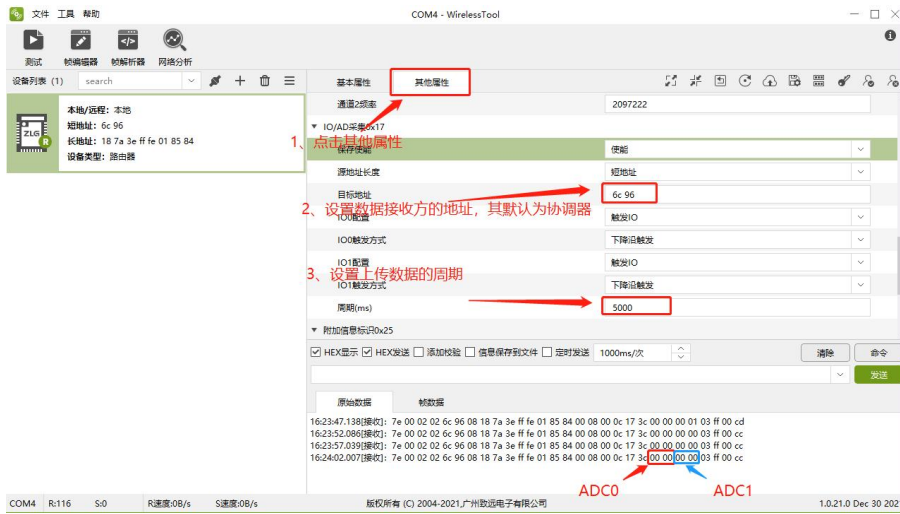 COM4 - WirelessTool
文件 工具 帮助
测试 帧编辑器 帧解析器 网络分析
设备列表 (1) search
ZLG R
本地/远程: 本地
短地址: 6c 96
长地址: 18 7a 3e ff fe 01 85 84
设备类型: 路由器
基本属性 其他属性
通道2频率 2097222
IO/AD采集0x17
1、点击其他属性
保存使能 使能
源地址长度 短地址
目标地址 6c 96
2、设置数据接收方的地址，其默认为协调器
IO0配置 触发IO
IO0触发方式 下降沿触发
IO1配置 触发IO
3、设置上传数据的周期
IO1触发方式 下降沿触发
周期(ms) 5000
附加信息标识0x25
HEX显示 HEX发送 添加校验 信息保存到文件 定时发送 1000ms/次 清除 命令
发送
原始数据 帧数据
16:23:47.138[接收]: 7e 00 02 02 6c 96 08 18 7a 3e ff fe 01 85 84 00 08 00 0c 17 3c 00 00 00 01 03 ff 00 cd
16:23:52.086[接收]: 7e 00 02 02 6c 96 08 18 7a 3e ff fe 01 85 84 00 08 00 0c 17 3c 00 00 00 00 03 ff 00 cc
16:23:57.039[接收]: 7e 00 02 02 6c 96 08 18 7a 3e ff fe 01 85 84 00 08 00 0c 17 3c 00 00 00 00 03 ff 00 cc
16:24:02.007[接收]: 7e 00 02 02 6c 96 08 18 7a 3e ff fe 01 85 84 00 08 00 0c 17 3c 00 00 00 00 03 ff 00 cc
ADC0 ADC1
COM4 R:116 S:0 R速度:0B/s S速度:0B/s 版权所有 (C) 2004-2021,广州致远电子有限公司 1.0.21.0 Dec 30 202